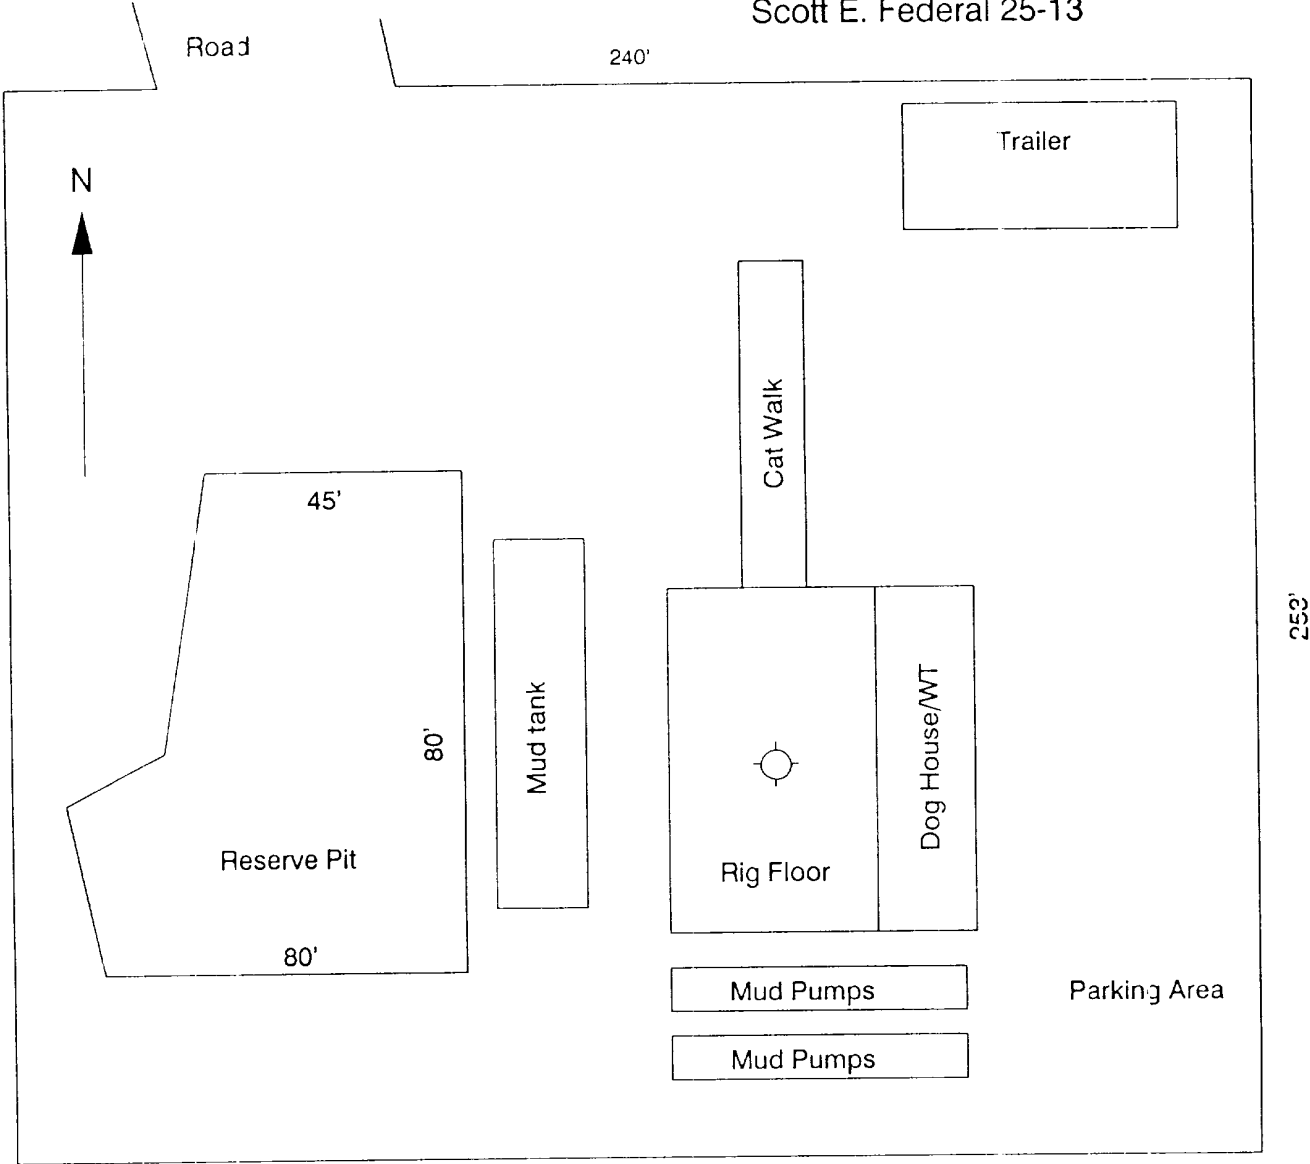 Scott E. Federal 25-13
Road
240'
Trailer
N
Cat Walk
45'
Mud tank
80'
Dog House/WT
Reserve Pit
Rig Floor
80'
Mud Pumps
Parking Area
Mud Pumps